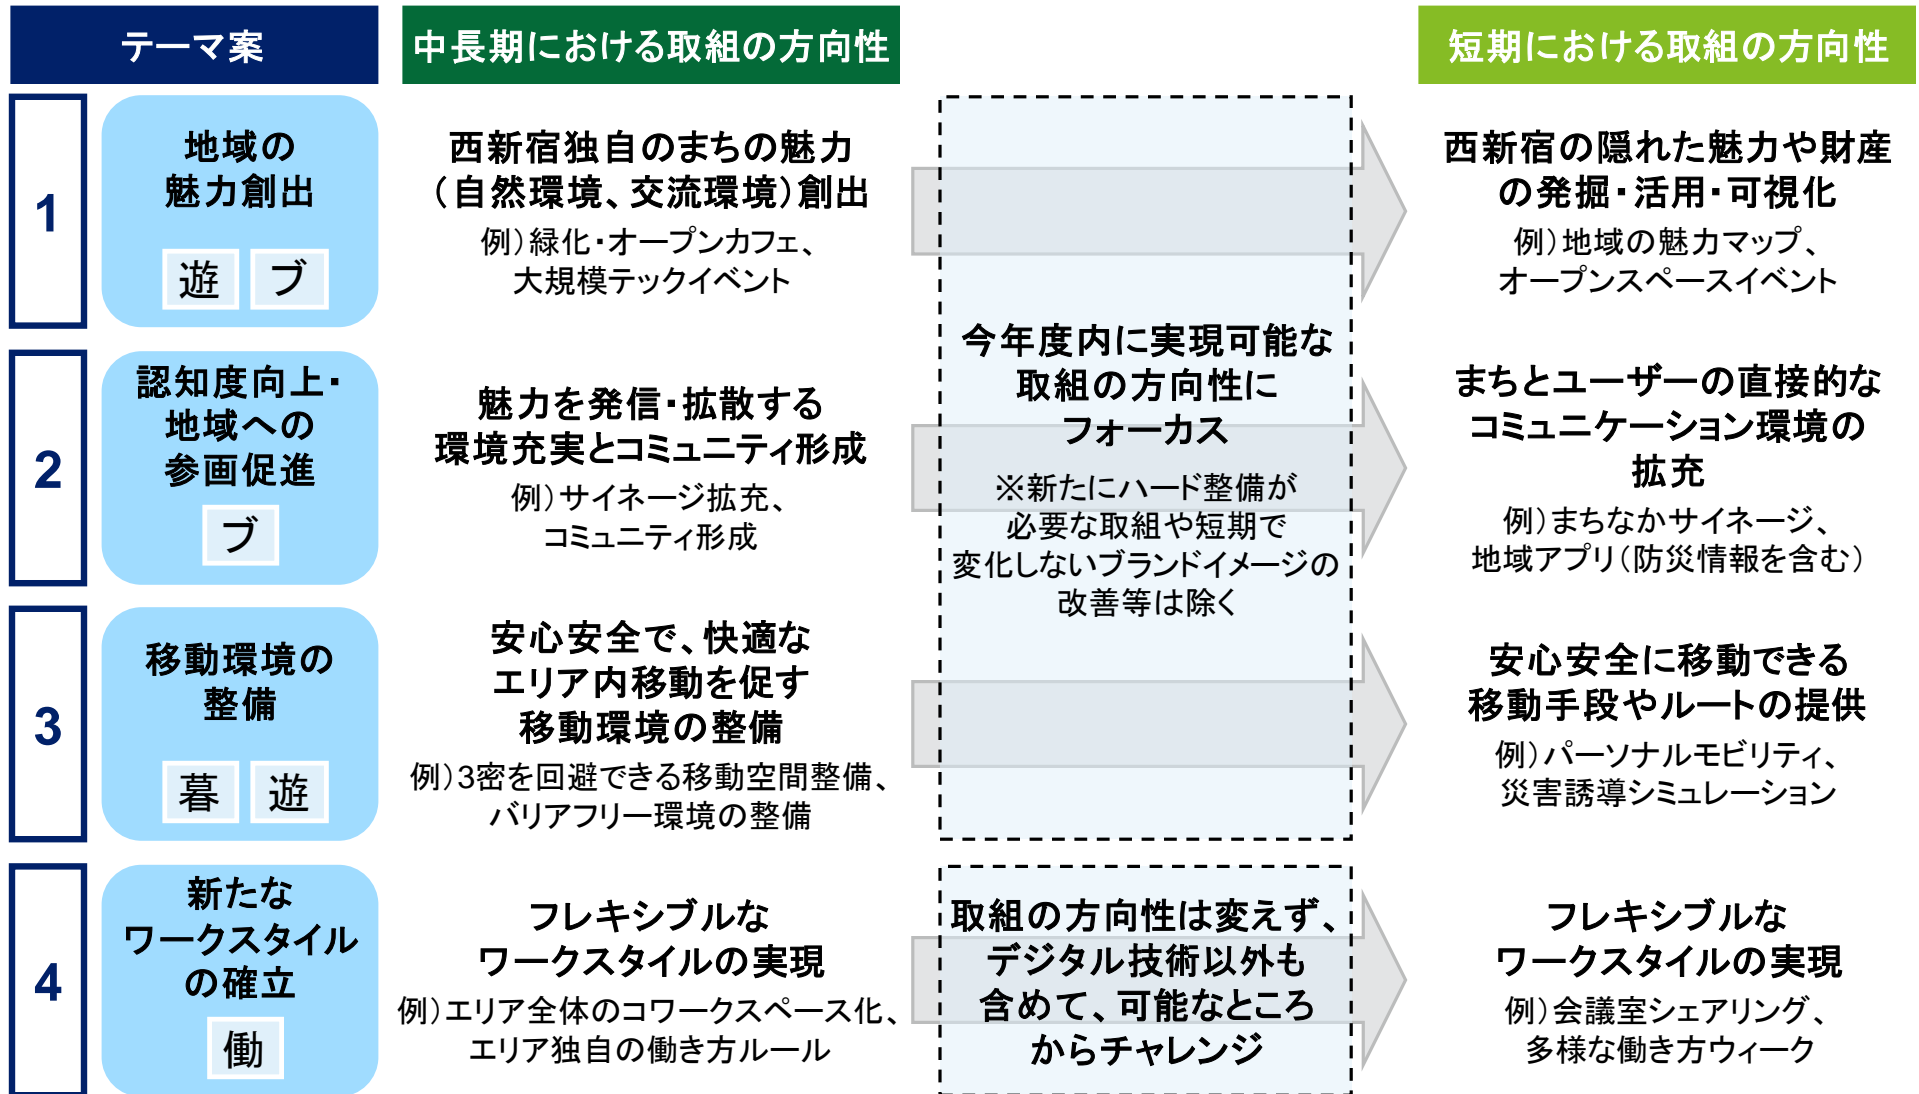 テーマ案
中長期における取組の方向性
短期における取組の方向性
1
地域の
魅力創出
遊 ブ
西新宿独自のまちの魅力
（自然環境、交流環境）創出
例）緑化・オープンカフェ、
大規模テックイベント
西新宿の隠れた魅力や財産
の発掘・活用・可視化
例）地域の魅力マップ、
オープンスペースイベント
2
認知度向上・
地域への
参画促進
ブ
魅力を発信・拡散する
環境充実とコミュニティ形成
例）サイネージ拡充、
コミュニティ形成
今年度内に実現可能な
取組の方向性に
フォーカス
※新たにハード整備が
必要な取組や短期で
変化しないブランドイメージの
改善等は除く
まちとユーザーの直接的な
コミュニケーション環境の
拡充
例）まちなかサイネージ、
地域アプリ（防災情報を含む）
3
移動環境の
整備
暮 遊
安心安全で、快適な
エリア内移動を促す
移動環境の整備
例）3密を回避できる移動空間整備、
バリアフリー環境の整備
安心安全に移動できる
移動手段やルートの提供
例）パーソナルモビリティ、
災害誘導シミュレーション
4
新たな
ワークスタイル
の確立
働
フレキシブルな
ワークスタイルの実現
例）エリア全体のコワークスペース化、
エリア独自の働き方ルール
取組の方向性は変えず、
デジタル技術以外も
含めて、可能なところ
からチャレンジ
フレキシブルな
ワークスタイルの実現
例）会議室シェアリング、
多様な働き方ウィーク